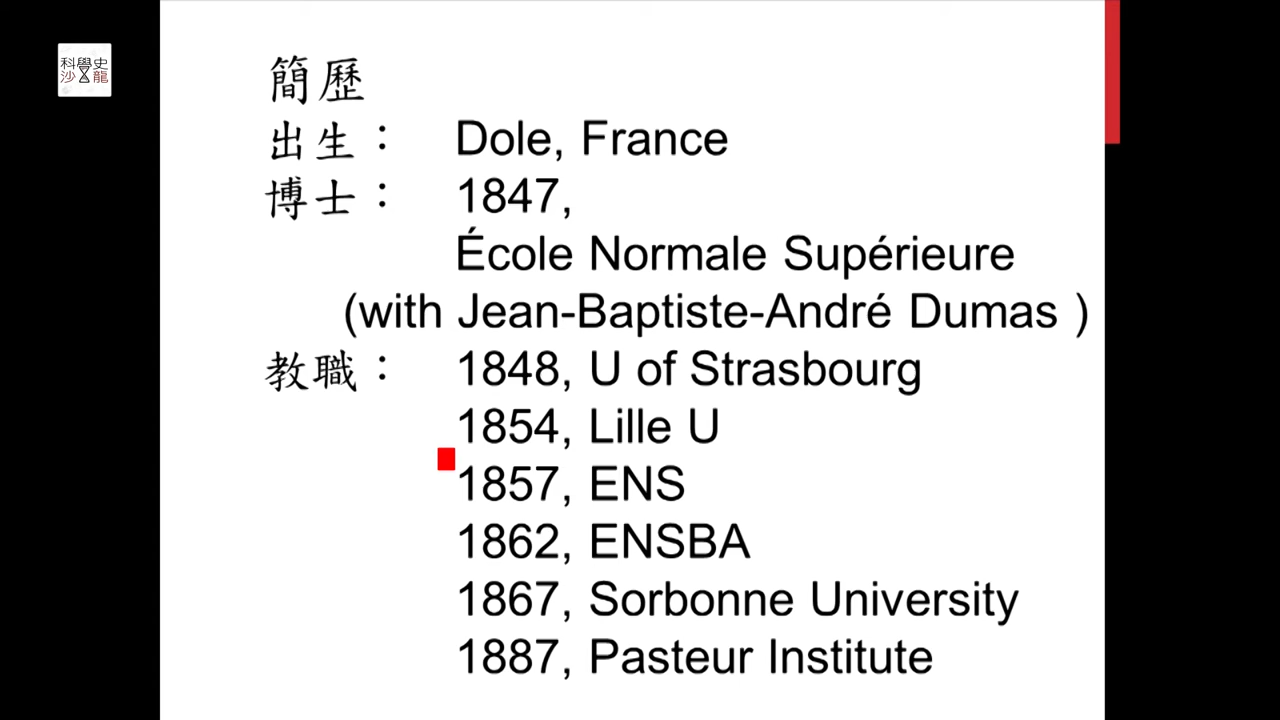 科學史
沙龍
簡歷
出生： Dole, France
博士： 1847,
École Normale Supérieure
(with Jean-Baptiste-André Dumas )
教職： 1848, U of Strasbourg
1854, Lille U
1857, ENS
1862, ENSBA
1867, Sorbonne University
1887, Pasteur Institute